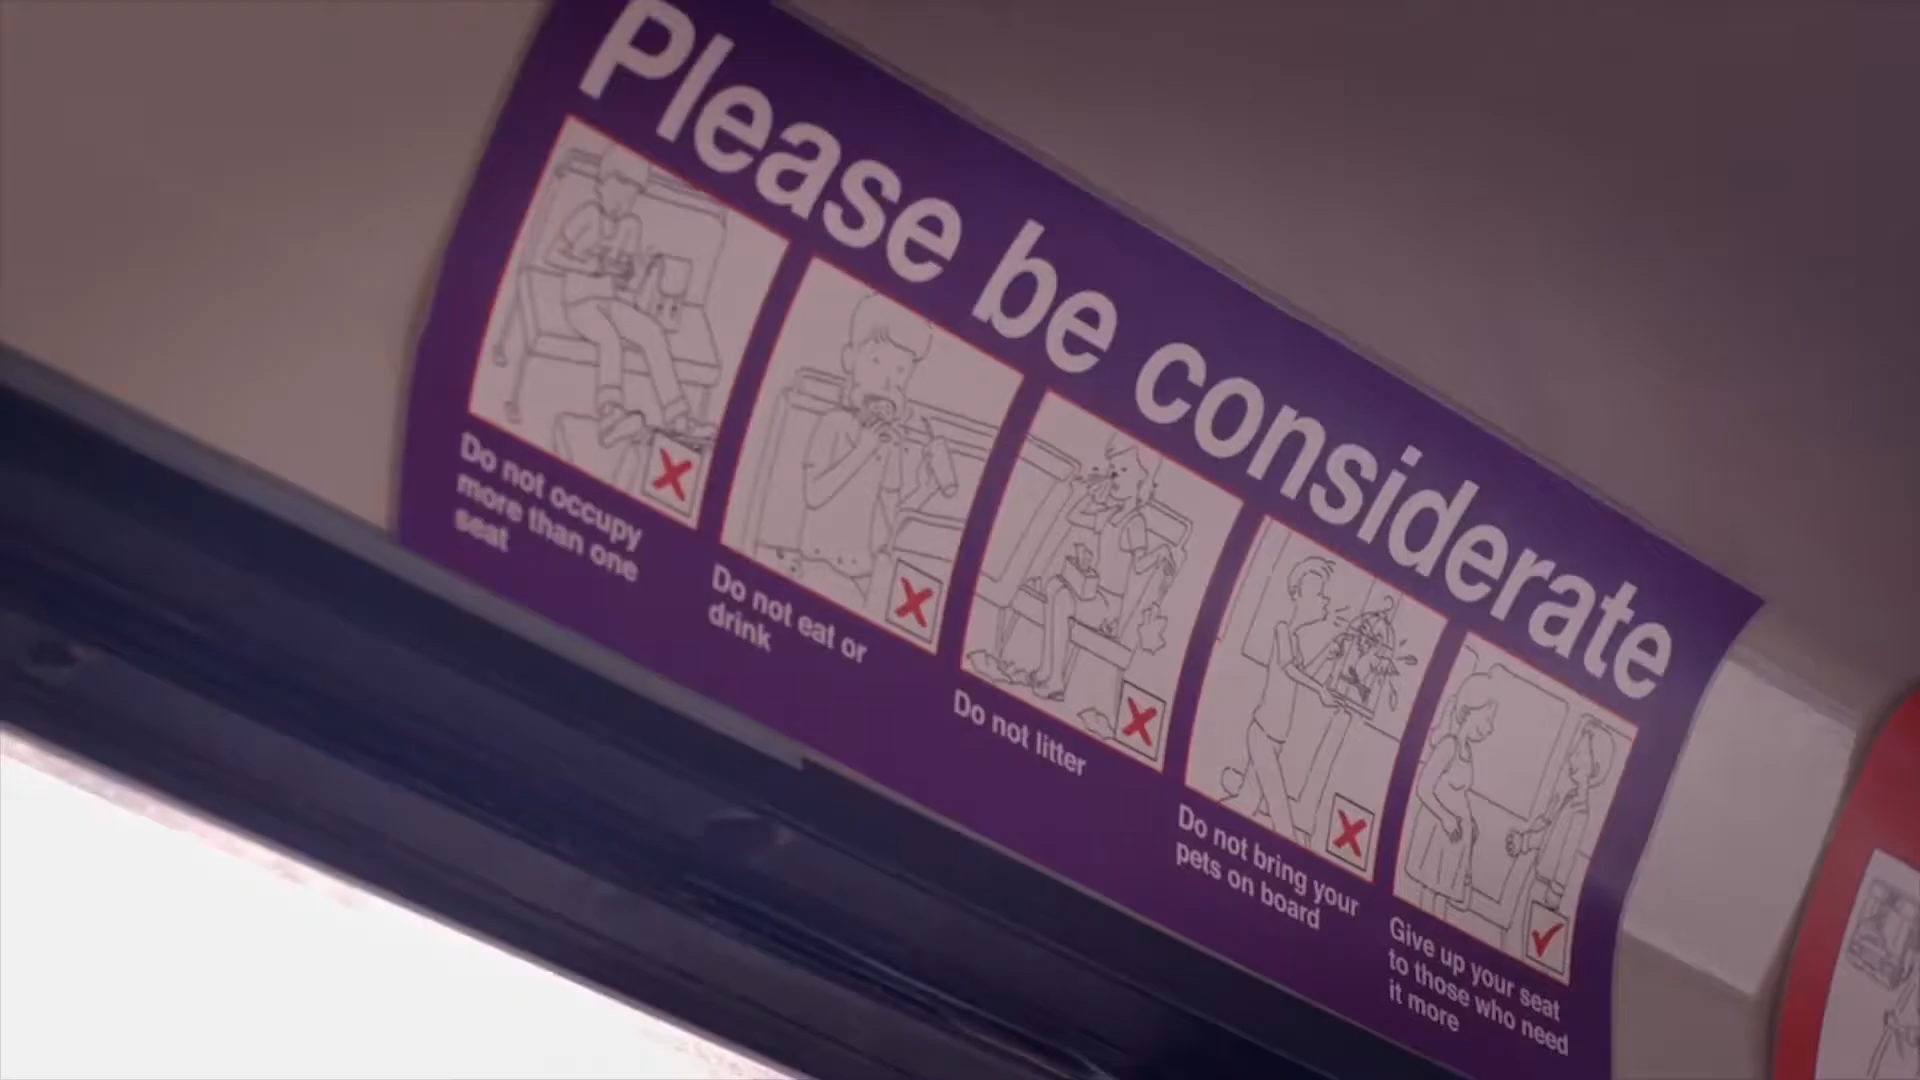 Please be considerate
Do not occupy
more than one
seat
Do not eat or
drink
Do not litter
Do not bring your
pets on board
Give up your seat
to those who need
it more